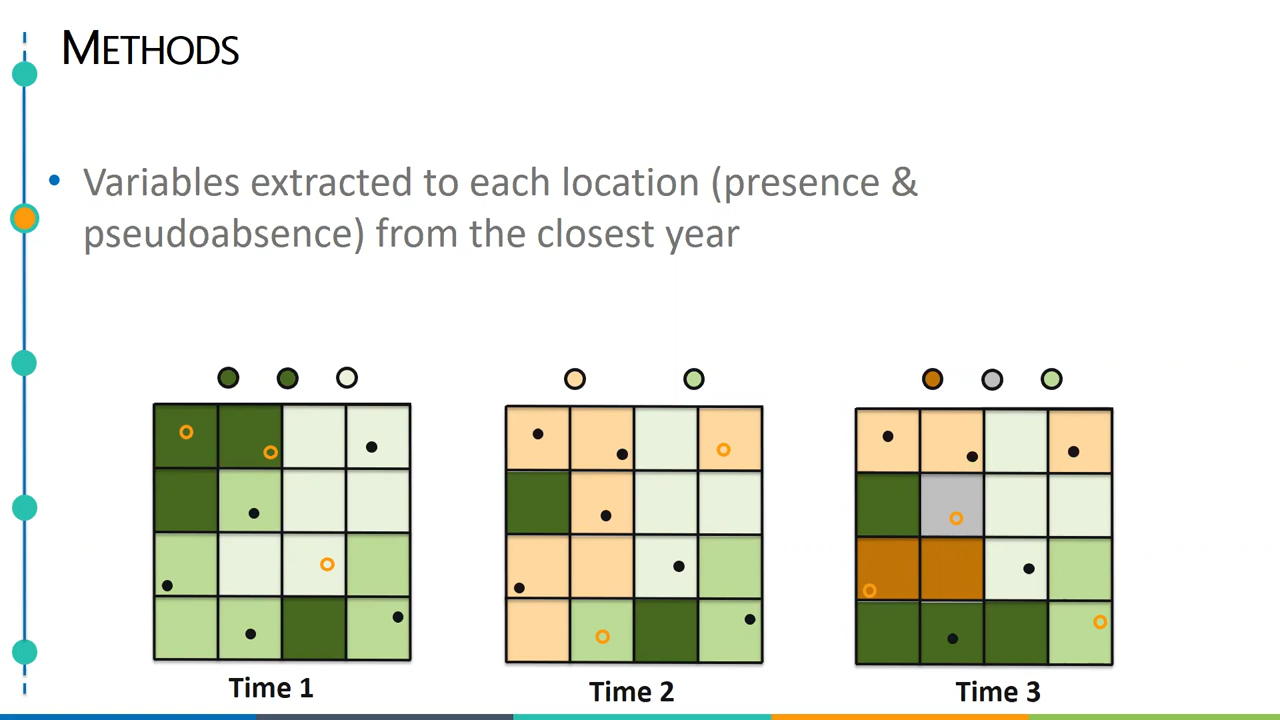 METHODS
• Variables extracted to each location (presence &
pseudoabsence) from the closest year
Time 1
Time 2
Time 3